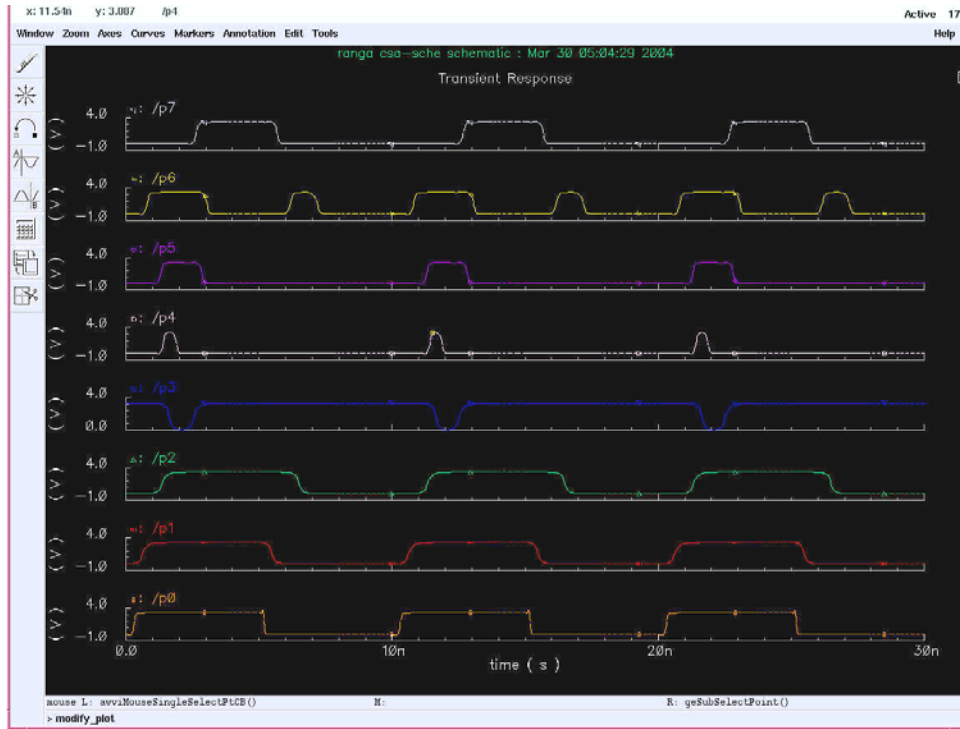 x: 11.54n y: 3.087 /p4
Active 17
Window Zoom Axes Curves Markers Annotation Edit Tools Help
ranga csa-sche schematic : Mar 30 05:04:29 2004
Transient Response
/p7
4.0
(V)
-1.0
/p6
4.0
(V)
-1.0
/p5
4.0
(V)
-1.0
/p4
4.0
(V)
-1.0
/p3
4.0
(V)
0.0
/p2
4.0
(V)
-1.0
/p1
4.0
(V)
-1.0
/p0
4.0
(V)
-1.0
0.0 10n 20n 30n
time ( s )
mouse L: awviMouseSingleSelectPtCB() M: R: geSubSelectPoint()
> modify_plot